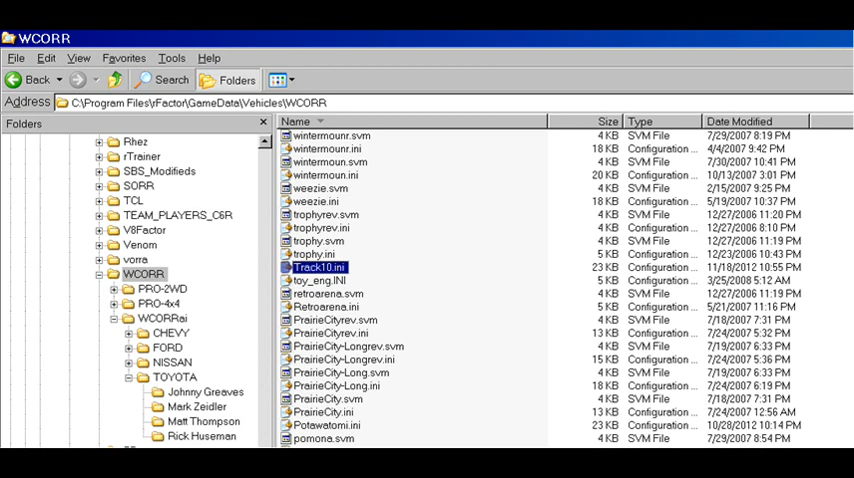 WCORR
File Edit View Favorites Tools Help
Back Search Folders
Address C:\Program Files\rFactor\GameData\Vehicles\WCORR
Folders ×
Rhez
rTrainer
SBS_Modifieds
SORR
TCL
TEAM_PLAYERS_C6R
V8Factor
Venom
vorra
WCORR
PRO-2WD
PRO-4x4
WCORRai
CHEVY
FORD
NISSAN
TOYOTA
Johnny Greaves
Mark Zeidler
Matt Thompson
Rick Huseman
Name Size Type Date Modified
wintermounr.svm 4 KB SVM File 7/29/2007 8:19 PM
wintermounr.ini 18 KB Configuration ... 4/4/2007 9:42 PM
wintermoun.svm 4 KB SVM File 7/30/2007 10:41 PM
wintermoun.ini 20 KB Configuration ... 10/13/2007 3:01 PM
weezie.svm 4 KB SVM File 2/15/2007 9:25 PM
weezie.ini 18 KB Configuration ... 5/19/2007 10:37 PM
trophyrev.svm 4 KB SVM File 12/27/2006 11:20 PM
trophyrev.ini 4 KB Configuration ... 12/27/2006 8:10 PM
trophy.svm 4 KB SVM File 12/27/2006 11:19 PM
trophy.ini 5 KB Configuration ... 12/23/2006 10:43 PM
Track10.ini 23 KB Configuration ... 11/18/2012 10:55 PM
toy_eng.INI 5 KB Configuration ... 3/25/2008 5:12 AM
retroarena.svm 4 KB SVM File 12/27/2006 11:19 PM
Retroarena.ini 5 KB Configuration ... 5/21/2007 11:16 PM
PrairieCityrev.svm 4 KB SVM File 7/18/2007 7:31 PM
PrairieCityrev.ini 13 KB Configuration ... 7/24/2007 5:32 PM
PrairieCity-Longrev.svm 4 KB SVM File 7/19/2007 6:33 PM
PrairieCity-Longrev.ini 15 KB Configuration ... 7/24/2007 5:36 PM
PrairieCity-Long.svm 4 KB SVM File 7/19/2007 6:33 PM
PrairieCity-Long.ini 18 KB Configuration ... 7/24/2007 6:19 PM
PrairieCity.svm 4 KB SVM File 7/18/2007 7:31 PM
PrairieCity.ini 13 KB Configuration ... 7/24/2007 12:56 AM
Potawatomi.ini 23 KB Configuration ... 10/28/2012 10:14 PM
pomona.svm 4 KB SVM File 7/29/2007 8:54 PM